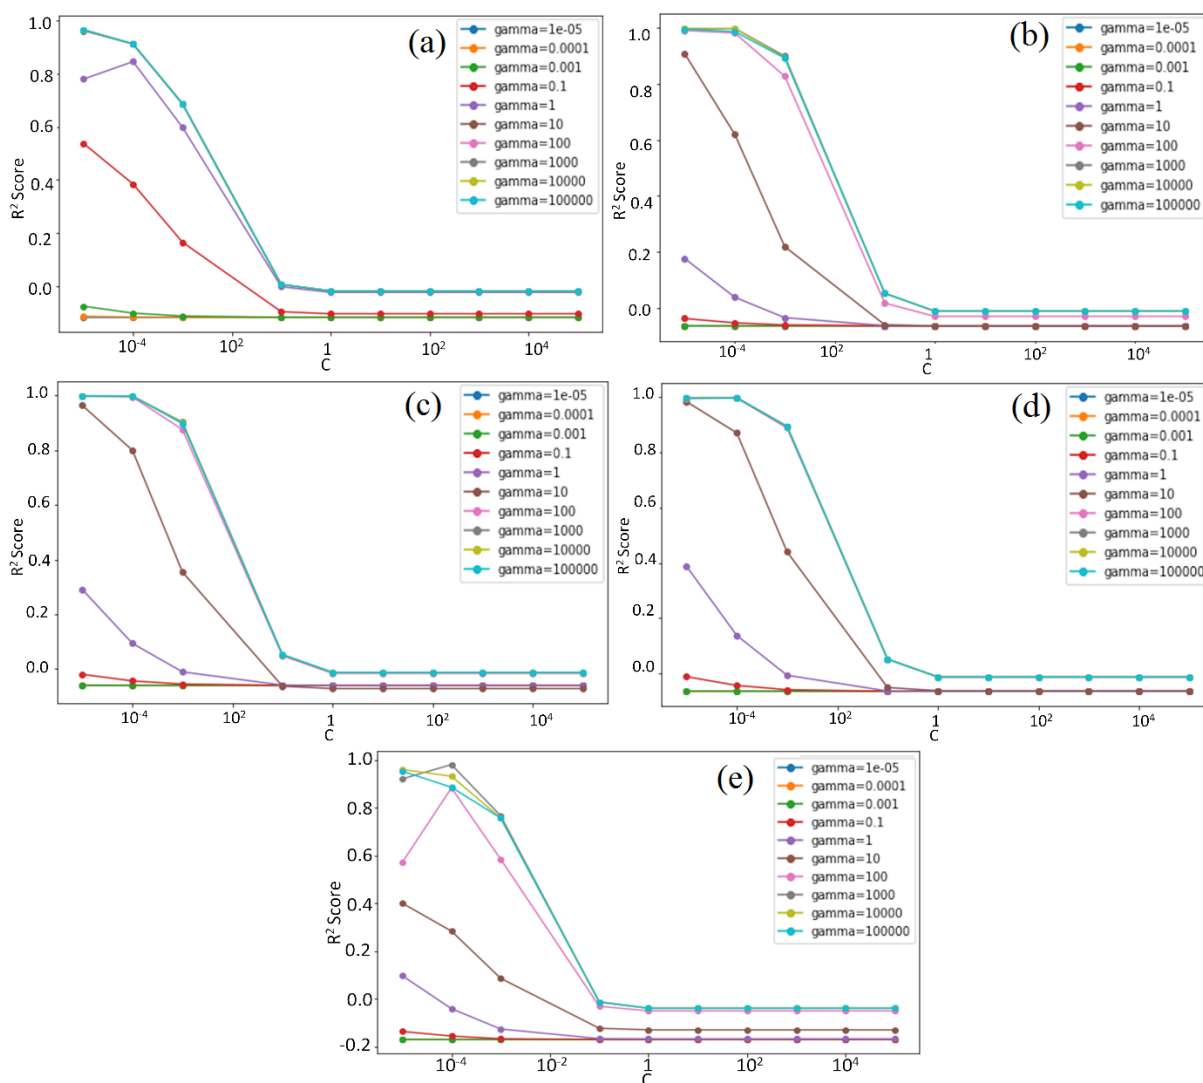 (a)
1.0
0.8
0.6
0.4
0.2
0.0
R² Score
10⁻⁴
10²
1
10²
10⁴
C
gamma=1e-05
gamma=0.0001
gamma=0.001
gamma=0.1
gamma=1
gamma=10
gamma=100
gamma=1000
gamma=10000
gamma=100000
(b)
1.0
0.8
0.6
0.4
0.2
0.0
R² Score
10⁻⁴
10²
1
10²
10⁴
C
gamma=1e-05
gamma=0.0001
gamma=0.001
gamma=0.1
gamma=1
gamma=10
gamma=100
gamma=1000
gamma=10000
gamma=100000
(c)
1.0
0.8
0.6
0.4
0.2
0.0
R² Score
10⁻⁴
10²
1
10²
10⁴
C
gamma=1e-05
gamma=0.0001
gamma=0.001
gamma=0.1
gamma=1
gamma=10
gamma=100
gamma=1000
gamma=10000
gamma=100000
(d)
1.0
0.8
0.6
0.4
0.2
0.0
R² Score
10⁻⁴
10²
1
10²
10⁴
C
gamma=1e-05
gamma=0.0001
gamma=0.001
gamma=0.1
gamma=1
gamma=10
gamma=100
gamma=1000
gamma=10000
gamma=100000
(e)
1.0
0.8
0.6
0.4
0.2
0.0
-0.2
R² Score
10⁻⁴
10⁻²
1
10²
10⁴
C
gamma=1e-05
gamma=0.0001
gamma=0.001
gamma=0.1
gamma=1
gamma=10
gamma=100
gamma=1000
gamma=10000
gamma=100000